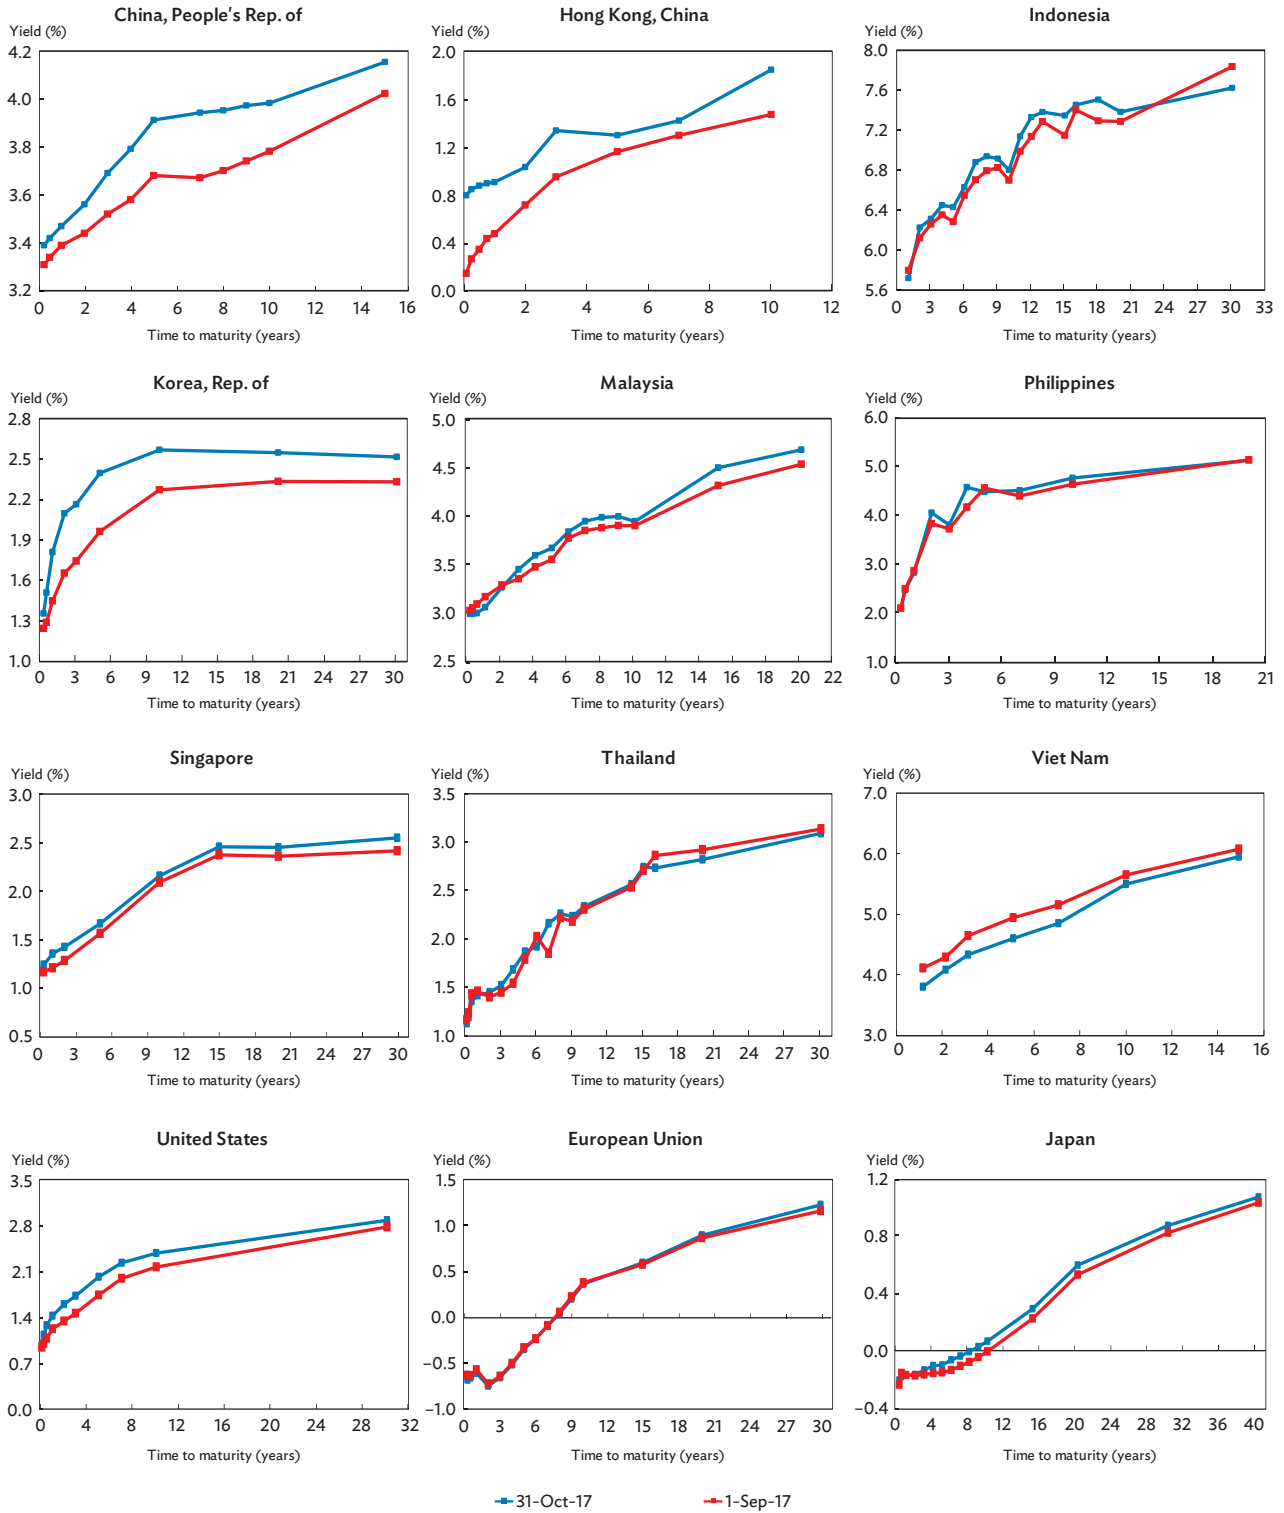 China, People's Rep. of
Yield (%)
4.2
4.0
3.8
3.6
3.4
3.2
0 2 4 6 8 10 12 14 16
Time to maturity (years)
Hong Kong, China
Yield (%)
2.0
1.6
1.2
0.8
0.4
0.0
0 2 4 6 8 10 12
Time to maturity (years)
Indonesia
Yield (%)
8.0
7.6
7.2
6.8
6.4
6.0
5.6
0 3 6 9 12 15 18 21 24 27 30 33
Time to maturity (years)
Korea, Rep. of
Yield (%)
2.8
2.5
2.2
1.9
1.6
1.3
1.0
0 3 6 9 12 15 18 21 24 27 30
Time to maturity (years)
Malaysia
Yield (%)
5.0
4.5
4.0
3.5
3.0
2.5
0 2 4 6 8 10 12 14 16 18 20 22
Time to maturity (years)
Philippines
Yield (%)
6.0
5.0
4.0
3.0
2.0
1.0
0 3 6 9 12 15 18 21
Time to maturity (years)
Singapore
Yield (%)
3.0
2.5
2.0
1.5
1.0
0.5
0 3 6 9 12 15 18 21 24 27 30
Time to maturity (years)
Thailand
Yield (%)
3.5
3.0
2.5
2.0
1.5
1.0
0 3 6 9 12 15 18 21 24 27 30
Time to maturity (years)
Viet Nam
Yield (%)
7.0
6.0
5.0
4.0
3.0
0 2 4 6 8 10 12 14 16
Time to maturity (years)
United States
Yield (%)
3.5
2.8
2.1
1.4
0.7
0.0
0 4 8 12 16 20 24 28 32
Time to maturity (years)
European Union
Yield (%)
1.5
1.0
0.5
0.0
–0.5
–1.0
0 3 6 9 12 15 18 21 24 27 30
Time to maturity (years)
Japan
Yield (%)
1.2
0.8
0.4
0.0
–0.4
0 4 8 12 16 20 24 28 32 36 40
Time to maturity (years)
31-Oct-17 1-Sep-17